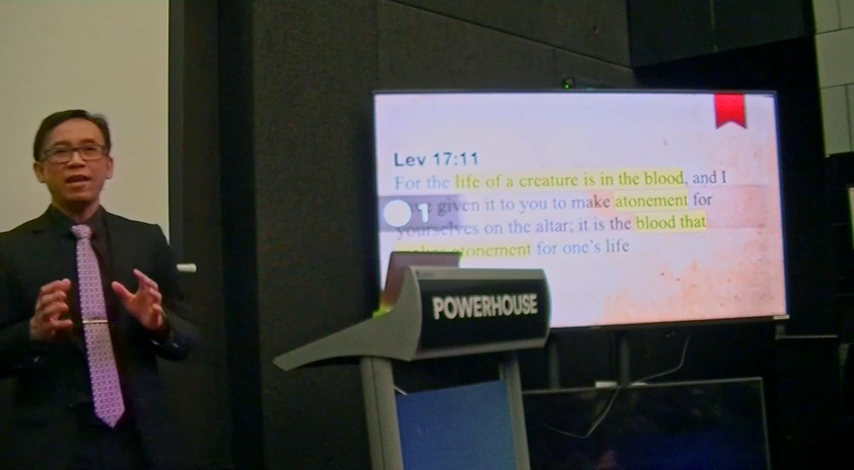 Lev 17:11
For the life of a creature is in the blood, and I
given it to you to make atonement for
yourselves on the altar; it is the blood that
makes atonement for one's life
1
POWERHOUSE